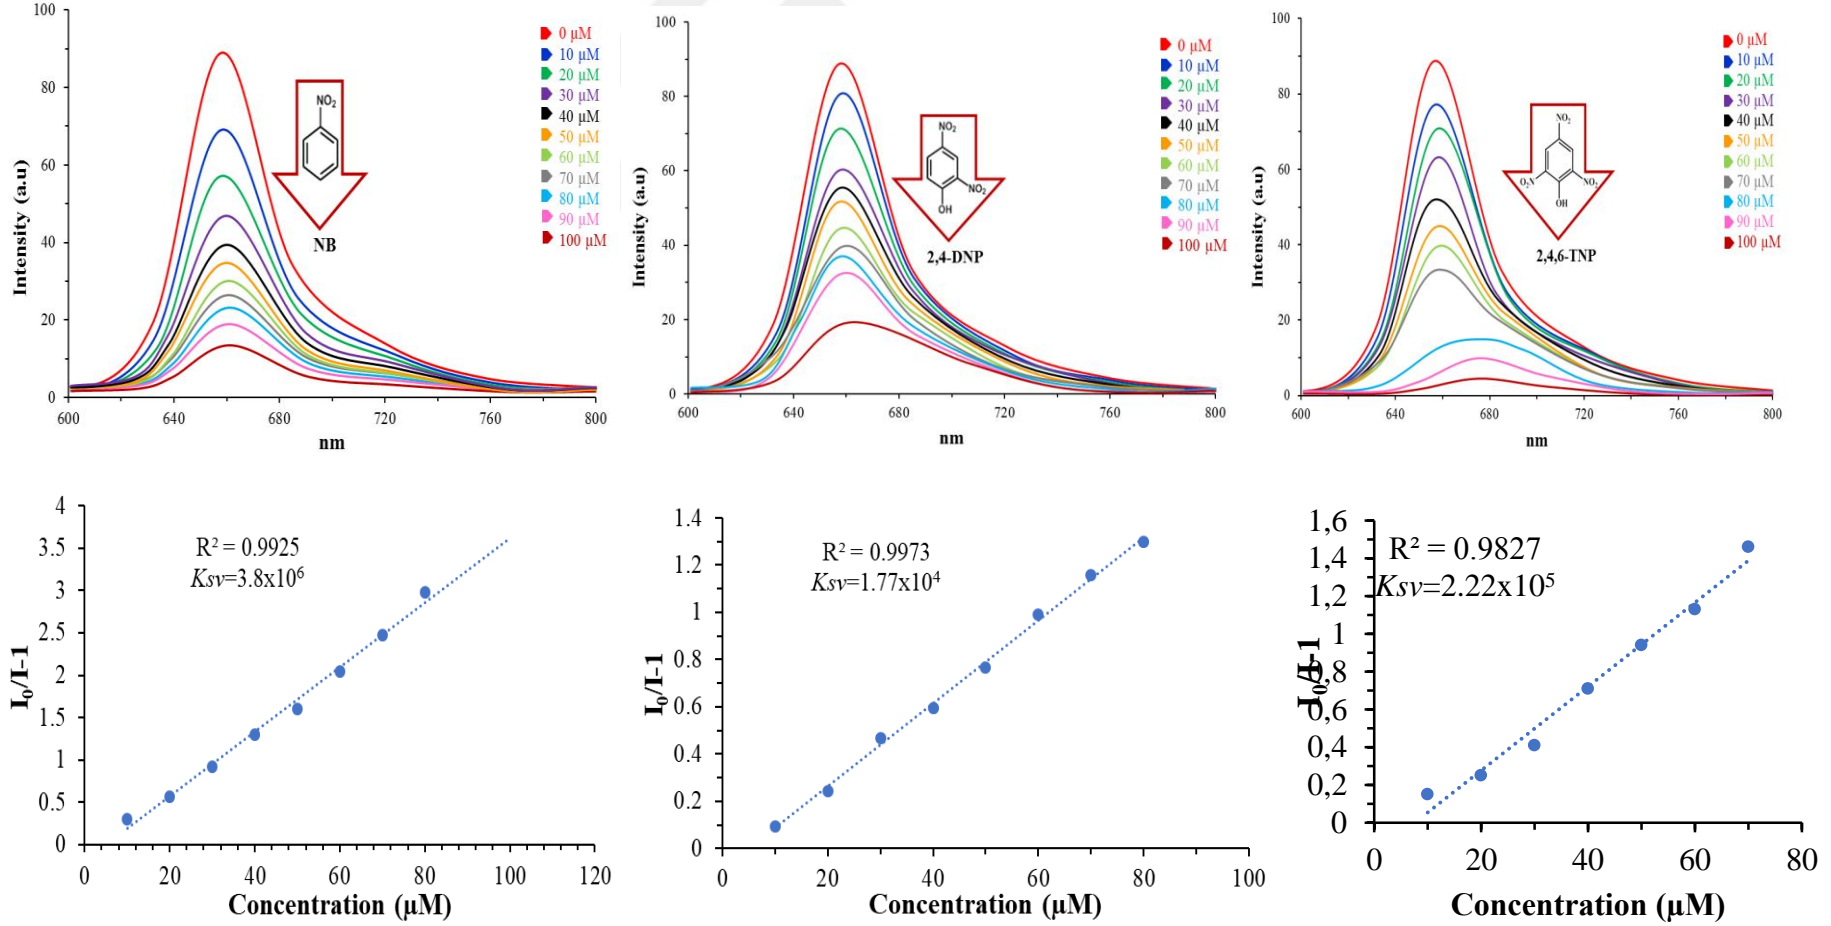 100
80
60
40
20
0
600
640
680
720
760
800
Intensity (a.u)
nm
0 μM
10 μM
20 μM
30 μM
40 μM
50 μM
60 μM
70 μM
80 μM
90 μM
100 μM
NO₂
NB
100
80
60
40
20
0
600
640
680
720
760
800
Intensity (a.u)
nm
0 μM
10 μM
20 μM
30 μM
40 μM
50 μM
60 μM
70 μM
80 μM
90 μM
100 μM
NO₂
NO₂
OH
2,4-DNP
100
80
60
40
20
0
600
640
680
720
760
800
Intensity (a.u)
nm
0 μM
10 μM
20 μM
30 μM
40 μM
50 μM
60 μM
70 μM
80 μM
90 μM
100 μM
NO₂
O₂N
NO₂
OH
2,4,6-TNP
4
3.5
3
2.5
2
1.5
1
0.5
0
0 20 40 60 80 100 120
I₀/I-1
R² = 0.9925
Ksv=3.8x10⁶
Concentration (μM)
1.4
1.2
1
0.8
0.6
0.4
0.2
0
0 20 40 60 80 100
I₀/I-1
R² = 0.9973
Ksv=1.77x10⁴
Concentration (μM)
1,6
1,4
1,2
1
0,8
0,6
0,4
0,2
0
0 20 40 60 80
I₀/I-1
R² = 0.9827
Ksv=2.22x10⁵
Concentration (μM)